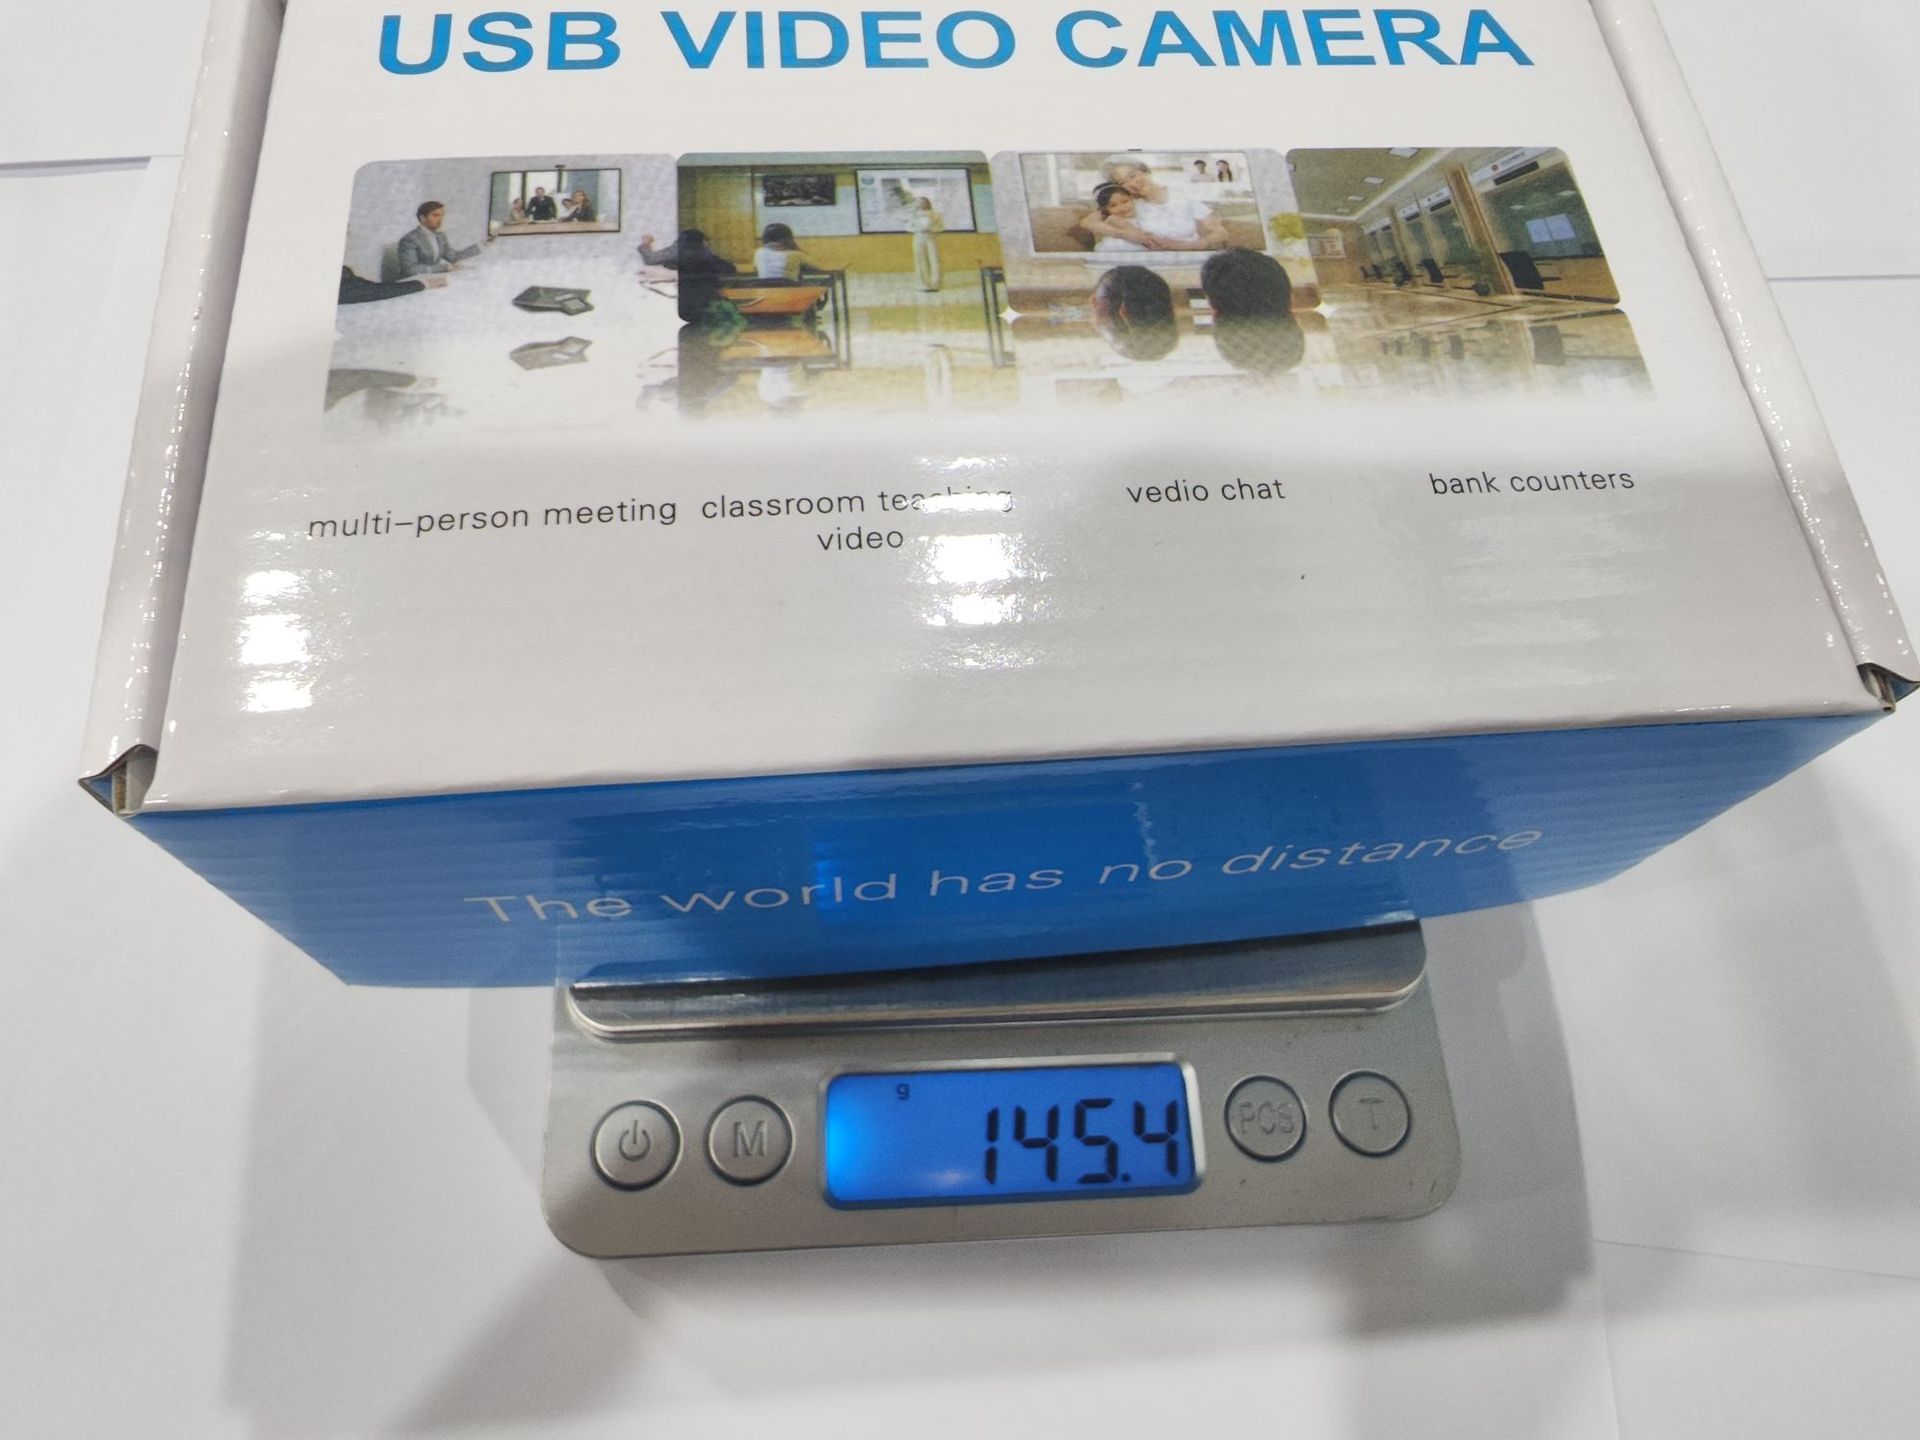 USB VIDEO CAMERA
multi-person meeting
classroom teaching
video
vedio chat
bank counters
The world has no distance
g
145.4
M
PCS
T